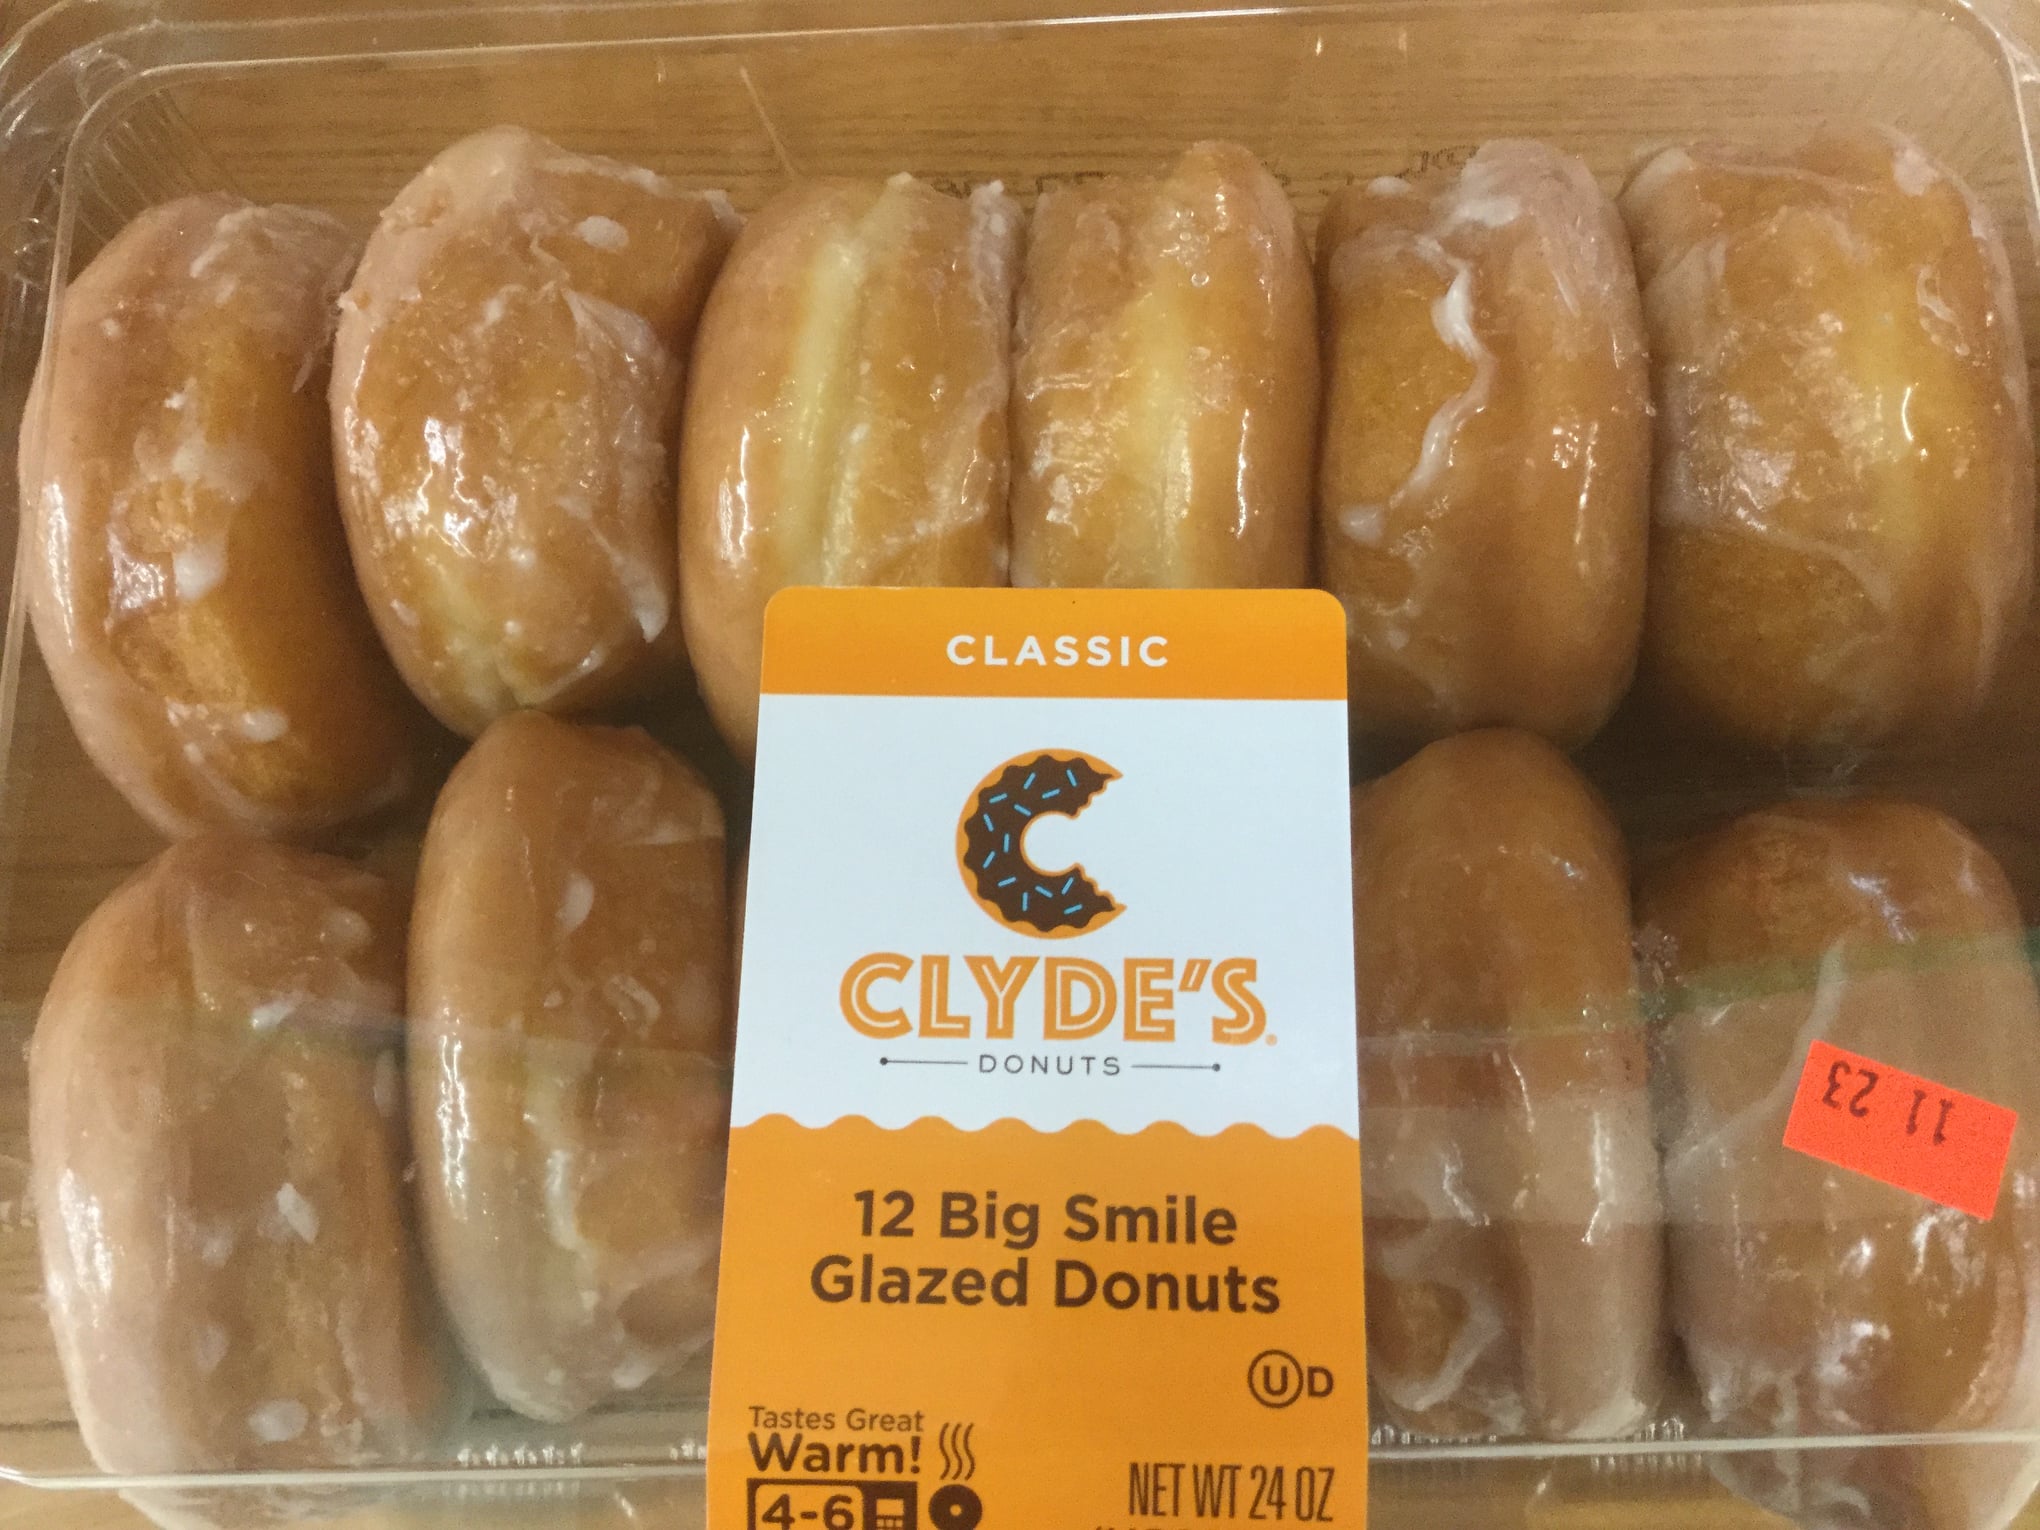 CLASSIC
CLYDE'S®
DONUTS
12 Big Smile
Glazed Donuts
UD
Tastes Great
Warm!
4-6
NET WT 24 OZ
11 23